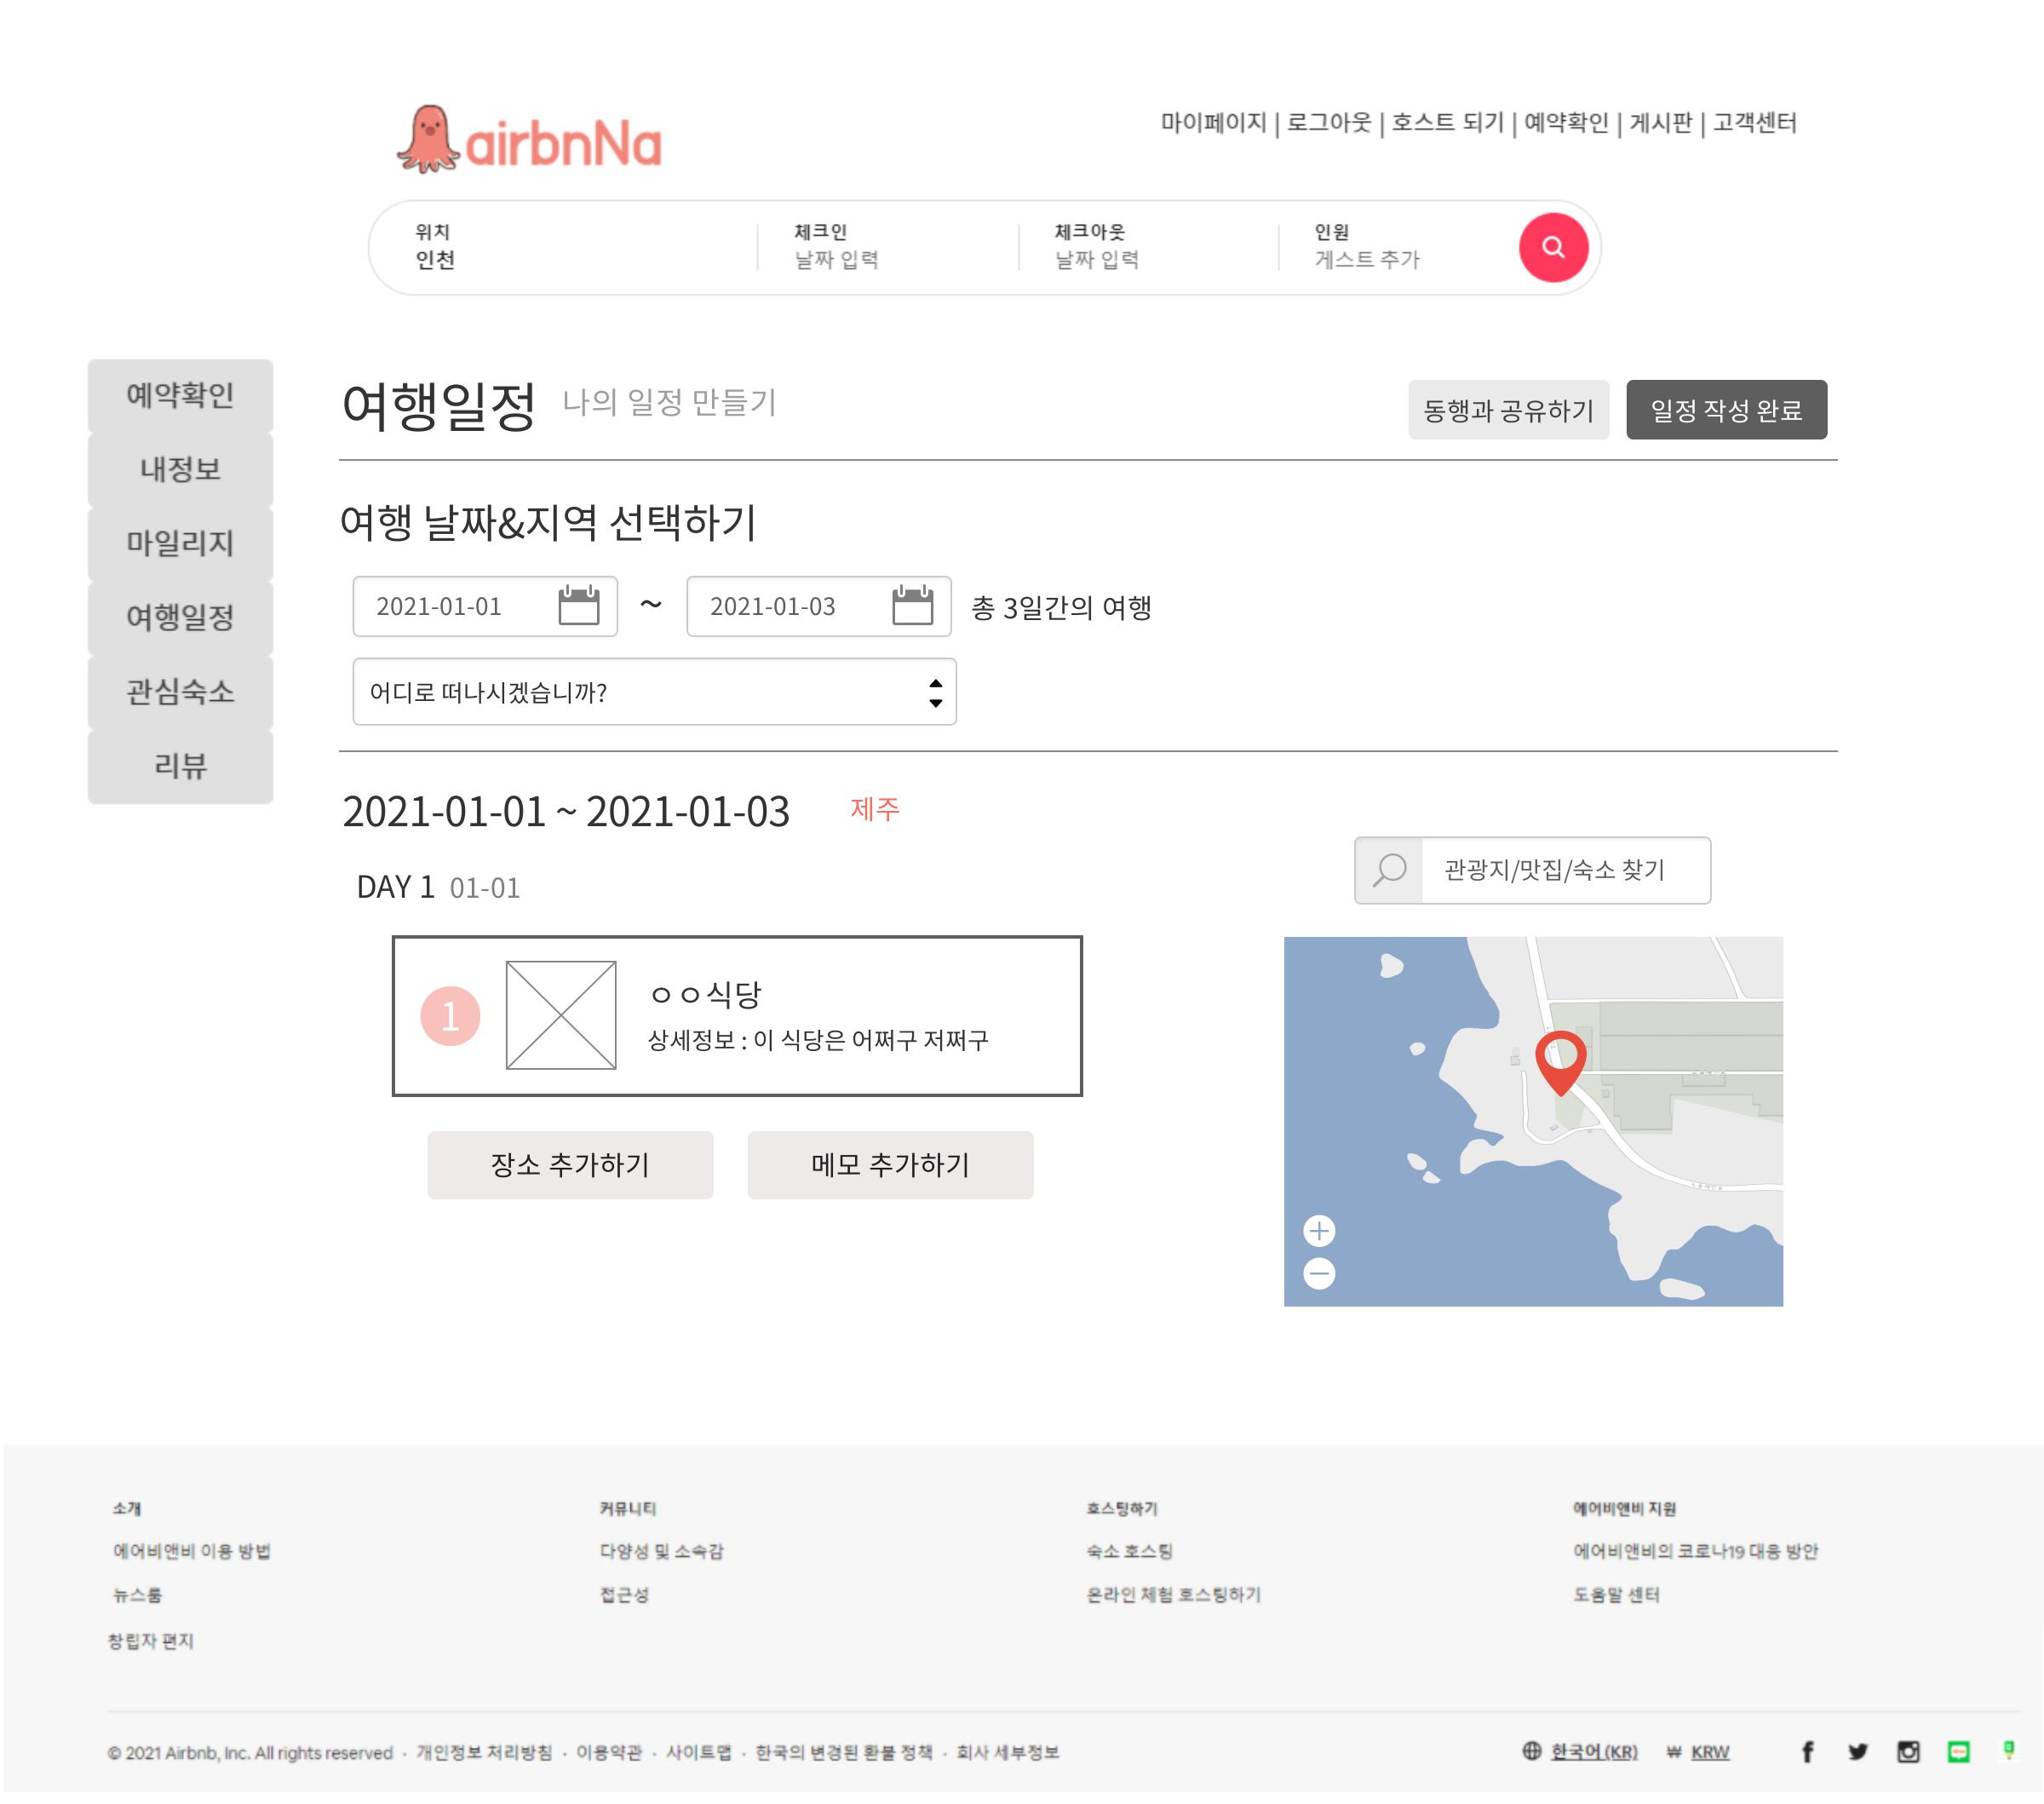 airbnNa
마이페이지 | 로그아웃 | 호스트 되기 | 예약확인 | 게시판 | 고객센터
위치 체크인 체크아웃 인원
인천 날짜 입력 날짜 입력 게스트 추가
예약확인
내정보
마일리지
여행일정
관심숙소
리뷰
여행일정 나의 일정 만들기
동행과 공유하기 일정 작성 완료
여행 날짜&지역 선택하기
2021-01-01 ~ 2021-01-03 총 3일간의 여행
어디로 떠나시겠습니까?
2021-01-01 ~ 2021-01-03 제주
DAY 1 01-01
관광지/맛집/숙소 찾기
1
ㅇㅇ식당
상세정보 : 이 식당은 어쩌구 저쩌구
장소 추가하기 메모 추가하기
소개 커뮤니티 호스팅하기 에어비앤비 지원
에어비앤비 이용 방법 다양성 및 소속감 숙소 호스팅 에어비앤비의 코로나19 대응 방안
뉴스룸 접근성 온라인 체험 호스팅하기 도움말 센터
창립자 편지
© 2021 Airbnb, Inc. All rights reserved · 개인정보 처리방침 · 이용약관 · 사이트맵 · 한국의 변경된 환불 정책 · 회사 세부정보
한국어 (KR) ₩ KRW